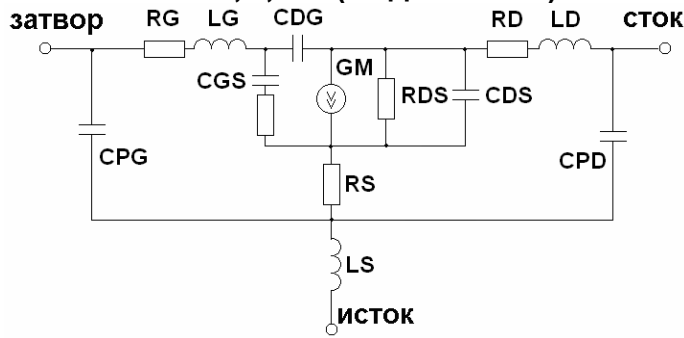 затвор RG LG CDG RD LD сток
CGS GM RDS CDS
CPG CPD
RS
LS
исток